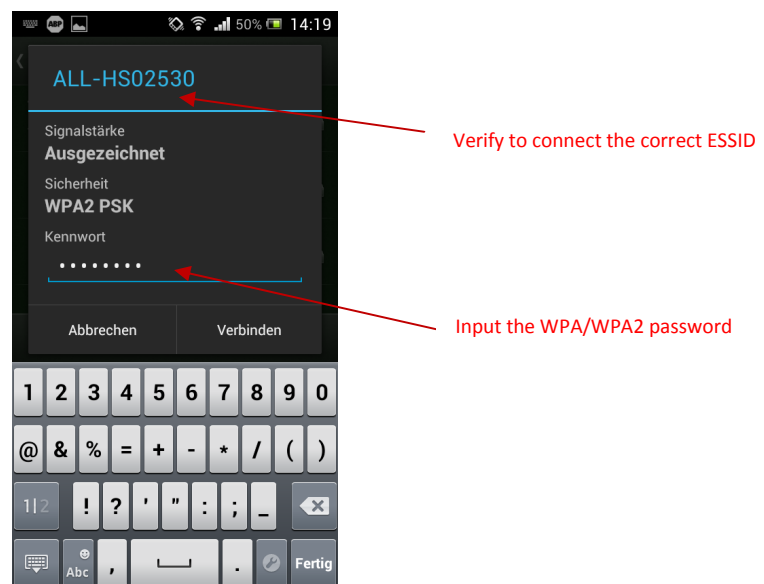 ABP 50% 14:19
ALL-HS02530
Verify to connect the correct ESSID
Signalstärke
Ausgezeichnet
Sicherheit
WPA2 PSK
Kennwort
••••••••
Input the WPA/WPA2 password
Abbrechen Verbinden
1 2 3 4 5 6 7 8 9 0
@ & % = + - * / ( )
1|2 ! ? ' " : ; _
Abc , . Fertig